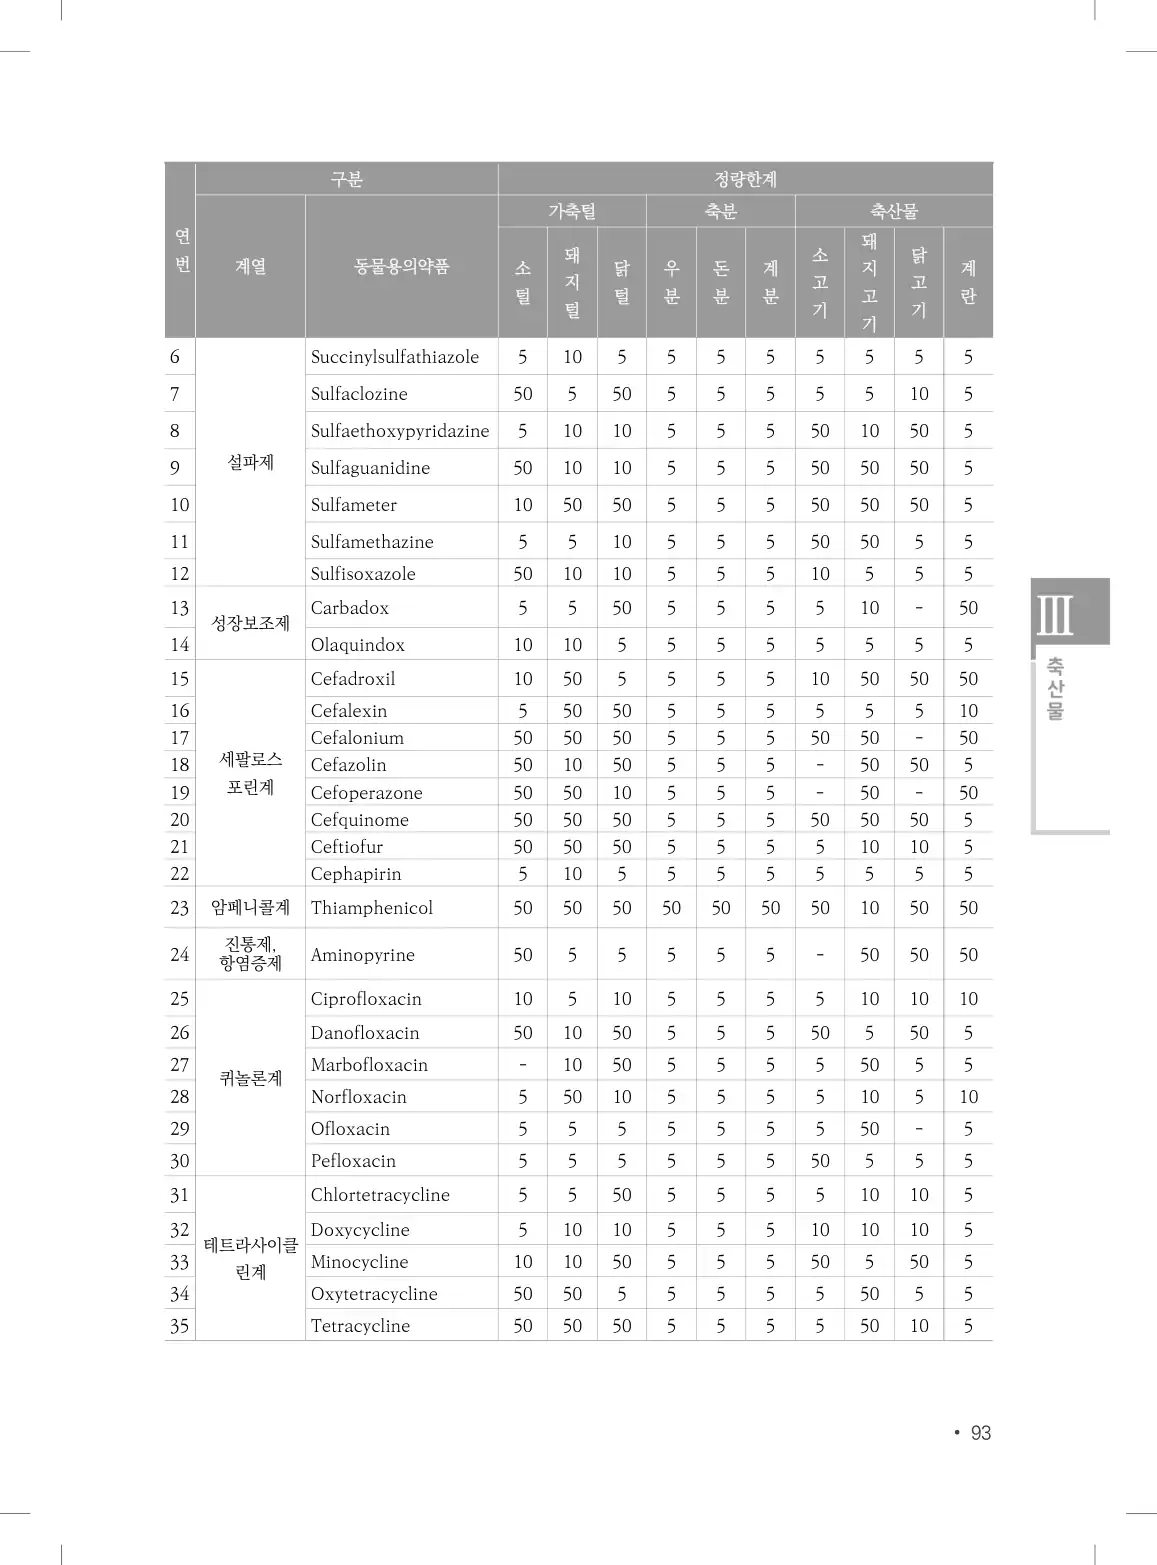 연번 구분 정량한계
계열 동물용의약품 가축털 축분 축산물
소털 돼지털 닭털 우분 돈분 계분 소고기 돼지고기 닭고기 계란
6 설파제 Succinylsulfathiazole 5 10 5 5 5 5 5 5 5 5
7 Sulfaclozine 50 5 50 5 5 5 5 5 10 5
8 Sulfaethoxypyridazine 5 10 10 5 5 5 50 10 50 5
9 Sulfaguanidine 50 10 10 5 5 5 50 50 50 5
10 Sulfameter 10 50 50 5 5 5 50 50 50 5
11 Sulfamethazine 5 5 10 5 5 5 50 50 5 5
12 Sulfisoxazole 50 10 10 5 5 5 10 5 5 5
13 성장보조제 Carbadox 5 5 50 5 5 5 5 10 - 50
14 Olaquindox 10 10 5 5 5 5 5 5 5 5
15 세팔로스포린계 Cefadroxil 10 50 5 5 5 5 10 50 50 50
16 Cefalexin 5 50 50 5 5 5 5 5 5 10
17 Cefalonium 50 50 50 5 5 5 50 50 - 50
18 Cefazolin 50 10 50 5 5 5 - 50 50 5
19 Cefoperazone 50 50 10 5 5 5 - 50 - 50
20 Cefquinome 50 50 50 5 5 5 50 50 50 5
21 Ceftiofur 50 50 50 5 5 5 5 10 10 5
22 Cephapirin 5 10 5 5 5 5 5 5 5 5
23 암페니콜계 Thiamphenicol 50 50 50 50 50 50 50 10 50 50
24 진통제, 항염증제 Aminopyrine 50 5 5 5 5 5 - 50 50 50
25 퀴놀론계 Ciprofloxacin 10 5 10 5 5 5 5 10 10 10
26 Danofloxacin 50 10 50 5 5 5 50 5 50 5
27 Marbofloxacin - 10 50 5 5 5 5 50 5 5
28 Norfloxacin 5 50 10 5 5 5 5 10 5 10
29 Ofloxacin 5 5 5 5 5 5 5 50 - 5
30 Pefloxacin 5 5 5 5 5 5 50 5 5 5
31 테트라사이클린계 Chlortetracycline 5 5 50 5 5 5 5 10 10 5
32 Doxycycline 5 10 10 5 5 5 10 10 10 5
33 Minocycline 10 10 50 5 5 5 50 5 50 5
34 Oxytetracycline 50 50 5 5 5 5 5 50 5 5
35 Tetracycline 50 50 50 5 5 5 5 50 10 5
Ⅲ
축산물
• 93